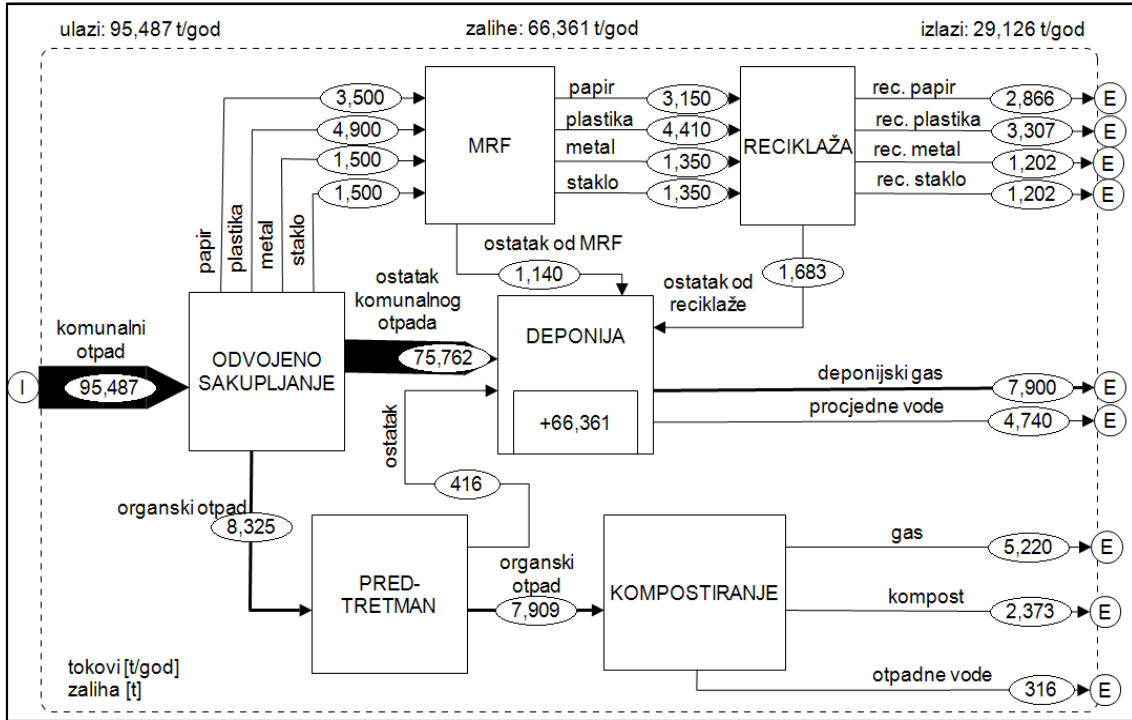 ulazi: 95,487 t/god
zalihe: 66,361 t/god
izlazi: 29,126 t/god
3,500
4,900
1,500
1,500
papir
plastika
metal
staklo
MRF
papir
3,150
plastika
4,410
metal
1,350
staklo
1,350
RECIKLAŽA
rec. papir
2,866
E
rec. plastika
3,307
E
rec. metal
1,202
E
rec. staklo
1,202
E
ostatak od MRF
1,140
ostatak od
reciklaže
1,683
komunalni
otpad
I
95,487
ODVOJENO
SAKUPLJANJE
ostatak
komunalnog
otpada
75,762
DEPONIJA
+66,361
deponijski gas
7,900
E
procjedne vode
4,740
E
ostatak
416
organski otpad
8,325
PRED-
TRETMAN
organski
otpad
7,909
KOMPOSTIRANJE
gas
5,220
E
kompost
2,373
E
otpadne vode
316
E
tokovi [t/god]
zaliha [t]